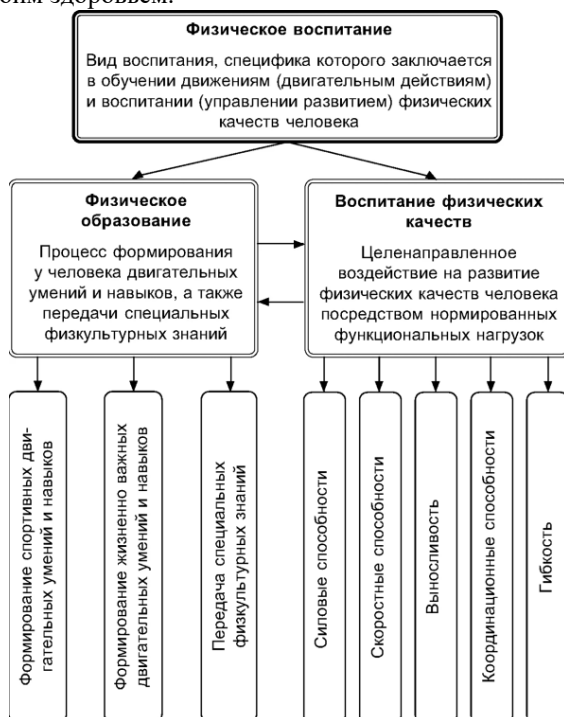 оим здоровьем.
Физическое воспитание
Вид воспитания, специфика которого заключается
в обучении движениям (двигательным действиям)
и воспитании (управлении развитием) физических
качеств человека
Физическое
образование
Процесс формирования
у человека двигательных
умений и навыков, а также
передачи специальных
физкультурных знаний
Воспитание физических
качеств
Целенаправленное
воздействие на развитие
физических качеств человека
посредством нормированных
функциональных нагрузок
Формирование спортивных дви-
гательных умений и навыков
Формирование жизненно важных
двигательных умений и навыков
Передача специальных
физкультурных знаний
Силовые способности
Скоростные способности
Выносливость
Координационные способности
Гибкость